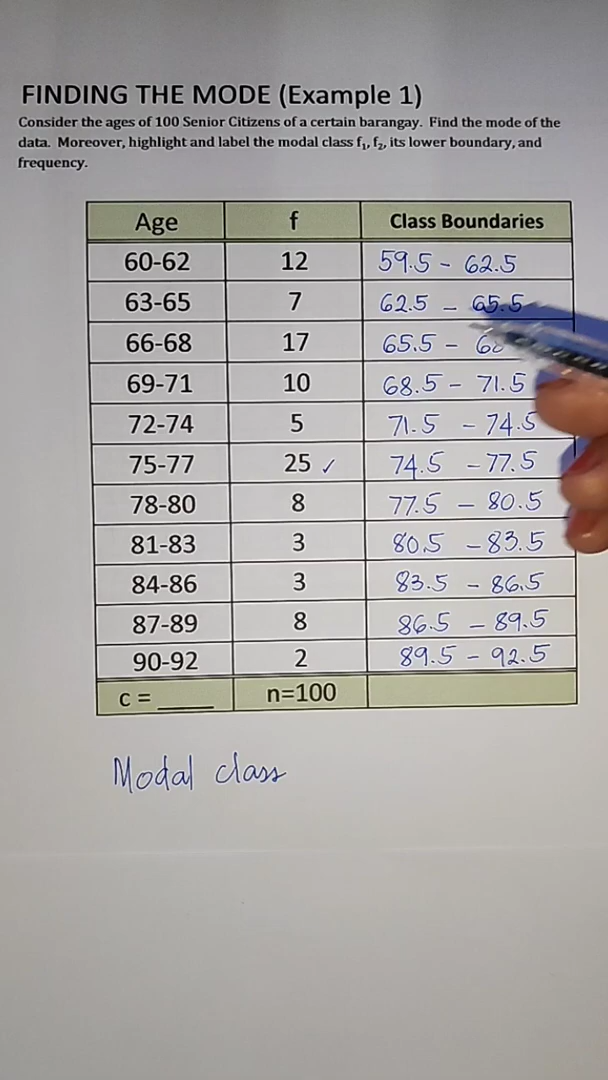 FINDING THE MODE (Example 1)
Consider the ages of 100 Senior Citizens of a certain barangay. Find the mode of the
data. Moreover, highlight and label the modal class f₁, f₂, its lower boundary, and
frequency.
Age f Class Boundaries
60-62 12 59.5 - 62.5
63-65 7 62.5 - 65.5
66-68 17 65.5 -
69-71 10 68.5 - 71.5
72-74 5 71.5 - 74.5
75-77 25 ✓ 74.5 - 77.5
78-80 8 77.5 - 80.5
81-83 3 80.5 - 83.5
84-86 3 83.5 - 86.5
87-89 8 86.5 - 89.5
90-92 2 89.5 - 92.5
c = ____ n=100
Modal class